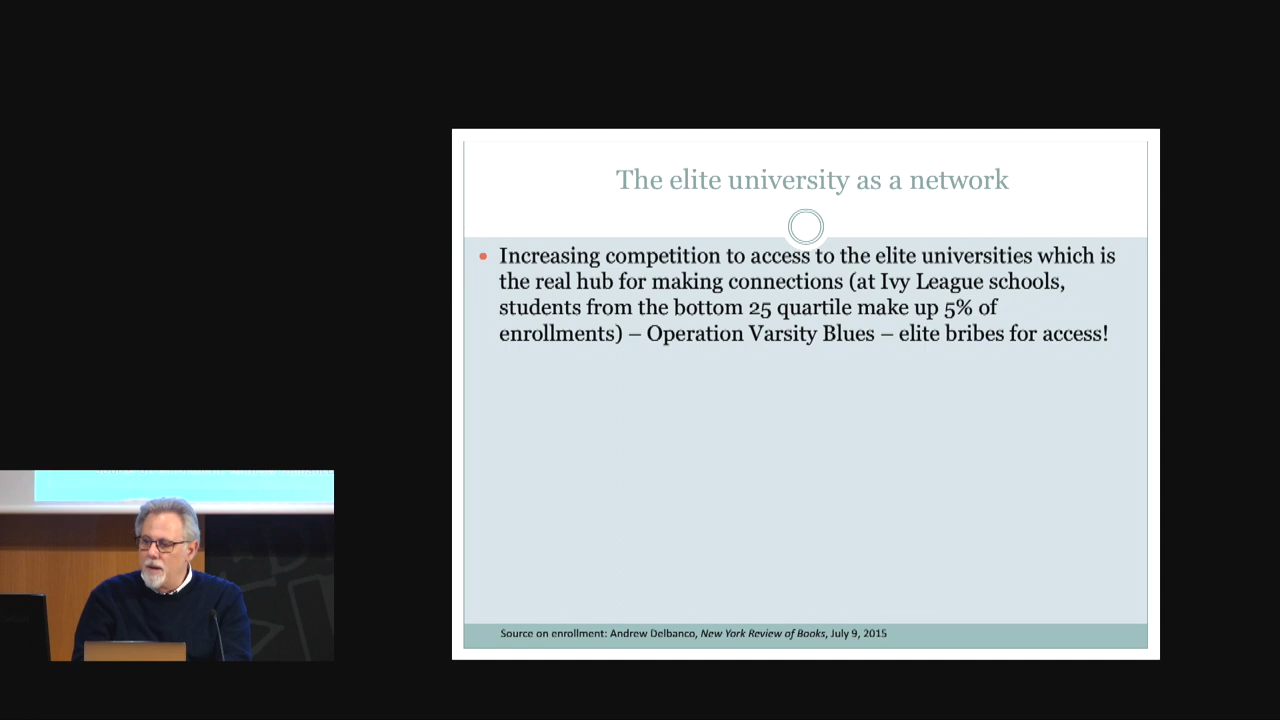 The elite university as a network
• Increasing competition to access to the elite universities which is
the real hub for making connections (at Ivy League schools,
students from the bottom 25 quartile make up 5% of
enrollments) – Operation Varsity Blues – elite bribes for access!
Source on enrollment: Andrew Delbanco, New York Review of Books, July 9, 2015